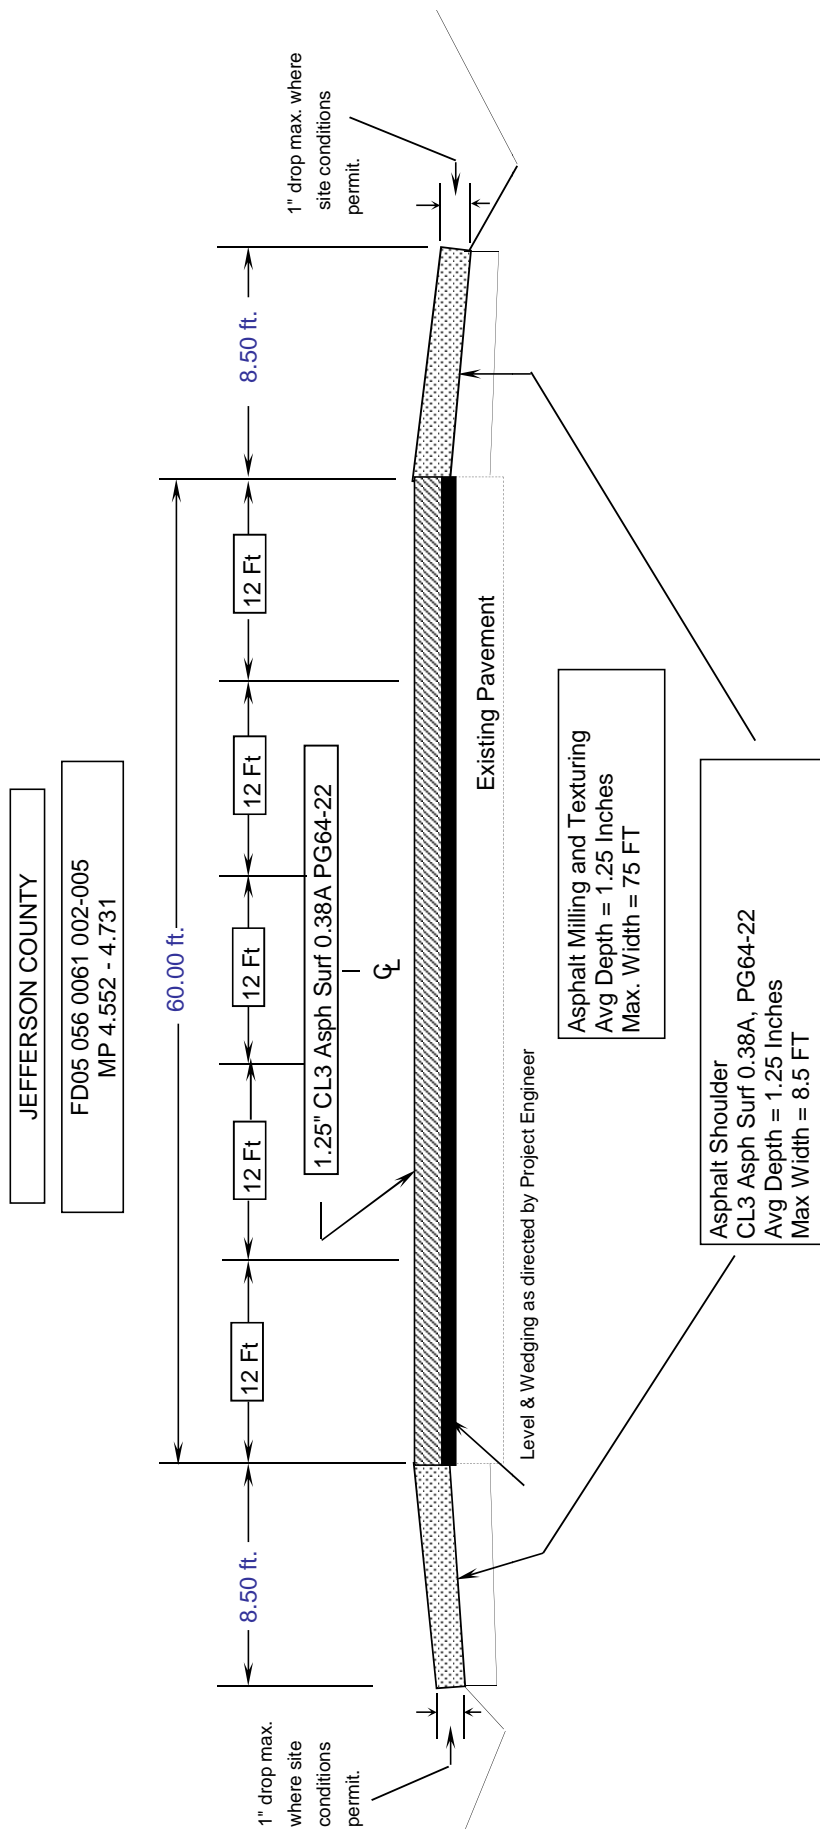 JEFFERSON COUNTY
FD05 056 0061 002-005
MP 4.552 - 4.731
60.00 ft.
8.50 ft.
12 Ft
12 Ft
12 Ft
12 Ft
12 Ft
8.50 ft.
1.25" CL3 Asph Surf 0.38A PG64-22
CL
1" drop max.
where site
conditions
permit.
1" drop max. where
site conditions
permit.
Existing Pavement
Level & Wedging as directed by Project Engineer
Asphalt Milling and Texturing
Avg Depth = 1.25 Inches
Max. Width = 75 FT
Asphalt Shoulder
CL3 Asph Surf 0.38A, PG64-22
Avg Depth = 1.25 Inches
Max Width = 8.5 FT